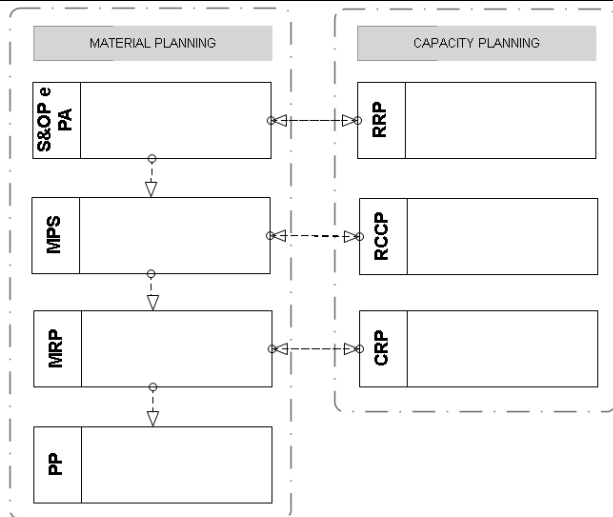 MATERIAL PLANNING
CAPACITY PLANNING
S&OP e
PA
RRP
MPS
RCCP
MRP
CRP
PP